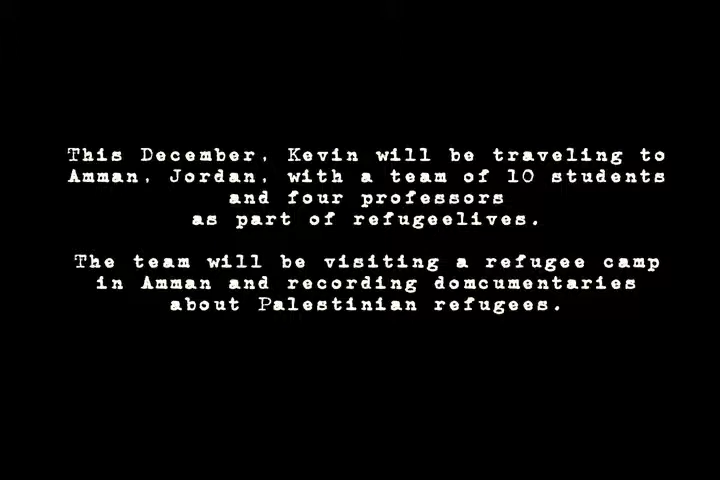 This December, Kevin will be traveling to
Amman, Jordan, with a team of 10 students
and four professors
as part of refugeelives.
The team will be visiting a refugee camp
in Amman and recording domcumentaries
about Palestinian refugees.